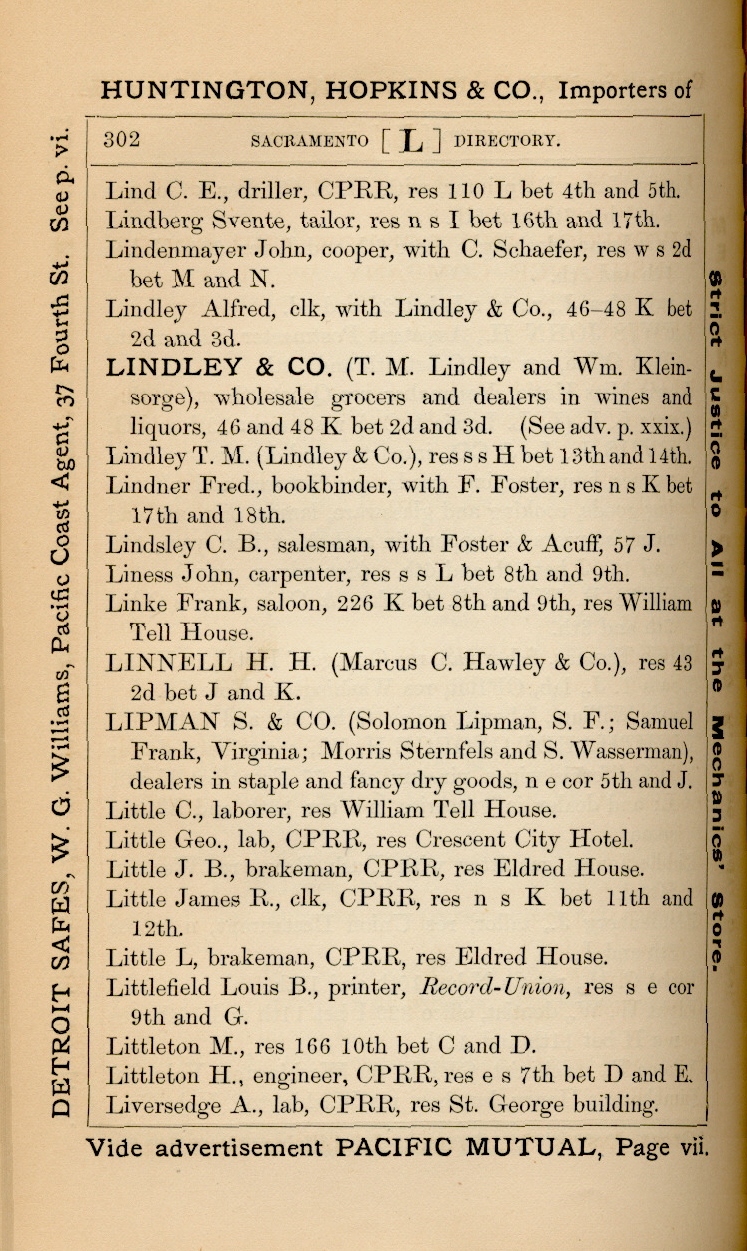 HUNTINGTON, HOPKINS & CO., Importers of
302 SACRAMENTO [ L ] DIRECTORY.
Lind C. E., driller, CPRR, res 110 L bet 4th and 5th.
Lindberg Svente, tailor, res n s I bet 16th and 17th.
Lindenmayer John, cooper, with C. Schaefer, res w s 2d
bet M and N.
Lindley Alfred, clk, with Lindley & Co., 46–48 K bet
2d and 3d.
LINDLEY & CO. (T. M. Lindley and Wm. Klein-
sorge), wholesale grocers and dealers in wines and
liquors, 46 and 48 K bet 2d and 3d. (See adv. p. xxix.)
Lindley T. M. (Lindley & Co.), res s s H bet 13th and 14th.
Lindner Fred., bookbinder, with F. Foster, res n s K bet
17th and 18th.
Lindsley C. B., salesman, with Foster & Acuff, 57 J.
Liness John, carpenter, res s s L bet 8th and 9th.
Linke Frank, saloon, 226 K bet 8th and 9th, res William
Tell House.
LINNELL H. H. (Marcus C. Hawley & Co.), res 43
2d bet J and K.
LIPMAN S. & CO. (Solomon Lipman, S. F.; Samuel
Frank, Virginia; Morris Sternfels and S. Wasserman),
dealers in staple and fancy dry goods, n e cor 5th and J.
Little C., laborer, res William Tell House.
Little Geo., lab, CPRR, res Crescent City Hotel.
Little J. B., brakeman, CPRR, res Eldred House.
Little James R., clk, CPRR, res n s K bet 11th and
12th.
Little L, brakeman, CPRR, res Eldred House.
Littlefield Louis B., printer, Record-Union, res s e cor
9th and G.
Littleton M., res 166 10th bet C and D.
Littleton H., engineer, CPRR, res e s 7th bet D and E.
Liversedge A., lab, CPRR, res St. George building.
Vide advertisement PACIFIC MUTUAL, Page vii.
DETROIT SAFES, W. G. Williams, Pacific Coast Agent, 37 Fourth St. See p. vi.
Strict Justice to All at the Mechanics' Store.